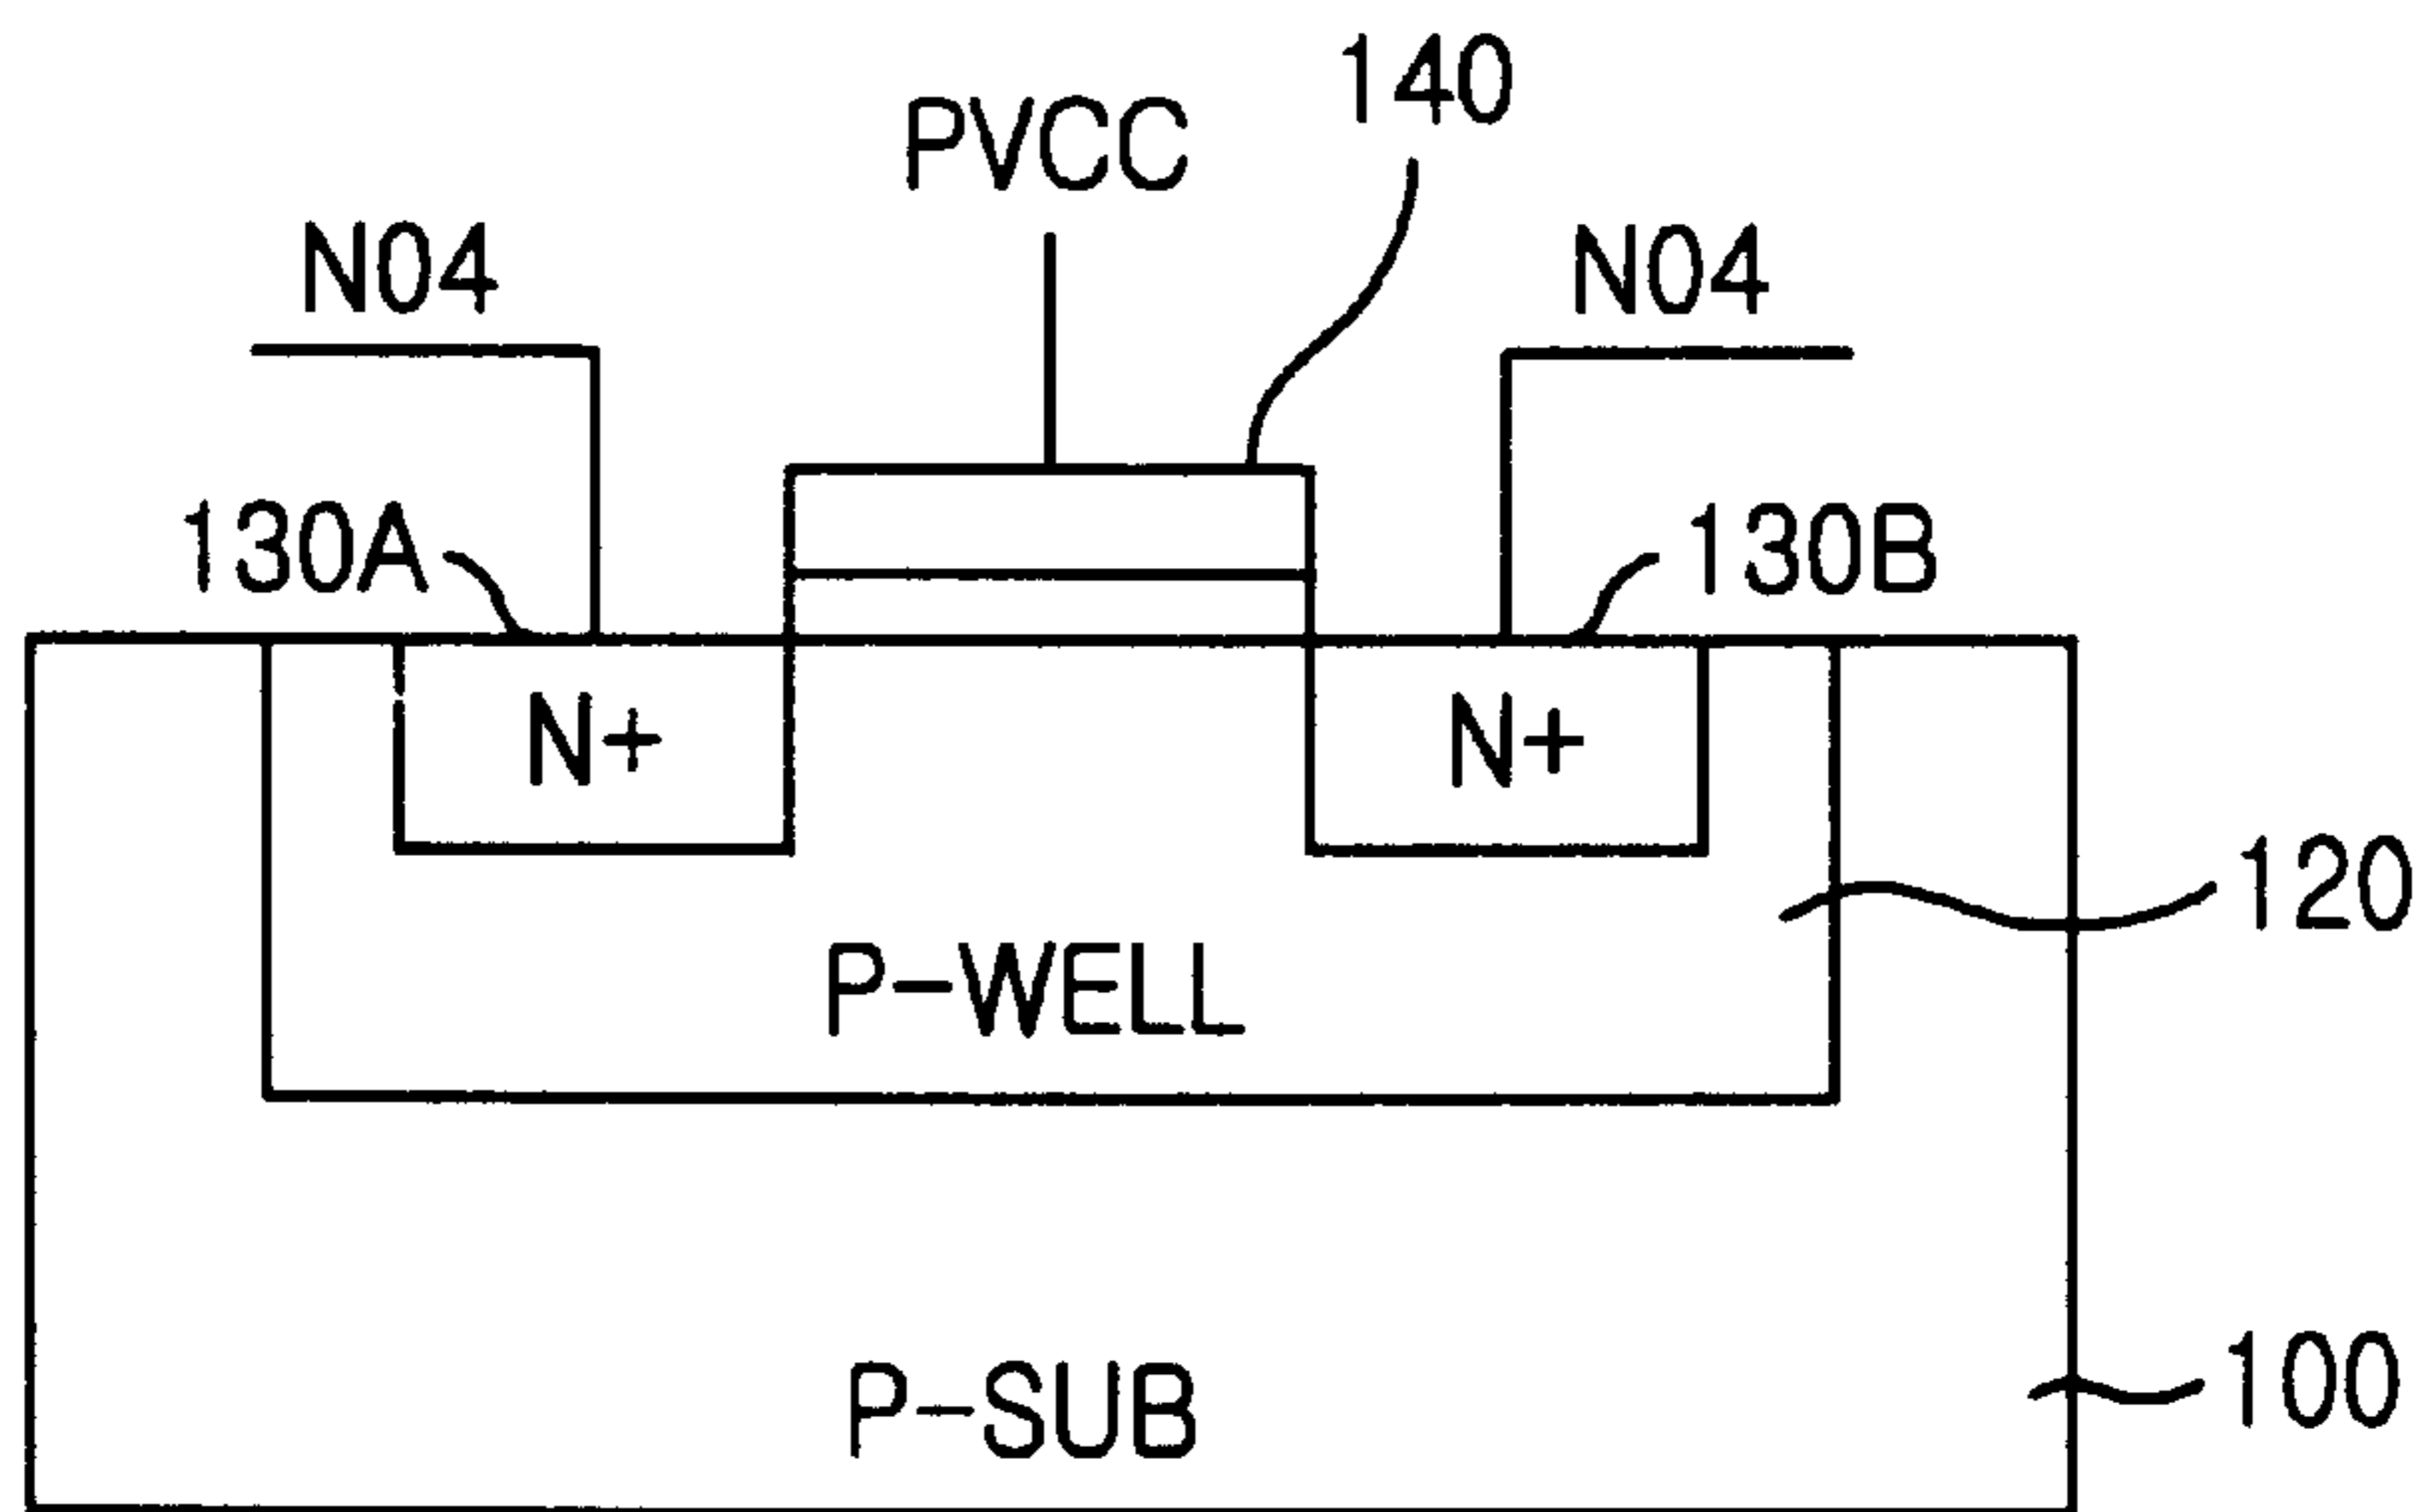 140
PVCC
N04 N04
130A 130B
N+ N+
120
P-WELL
100
P-SUB